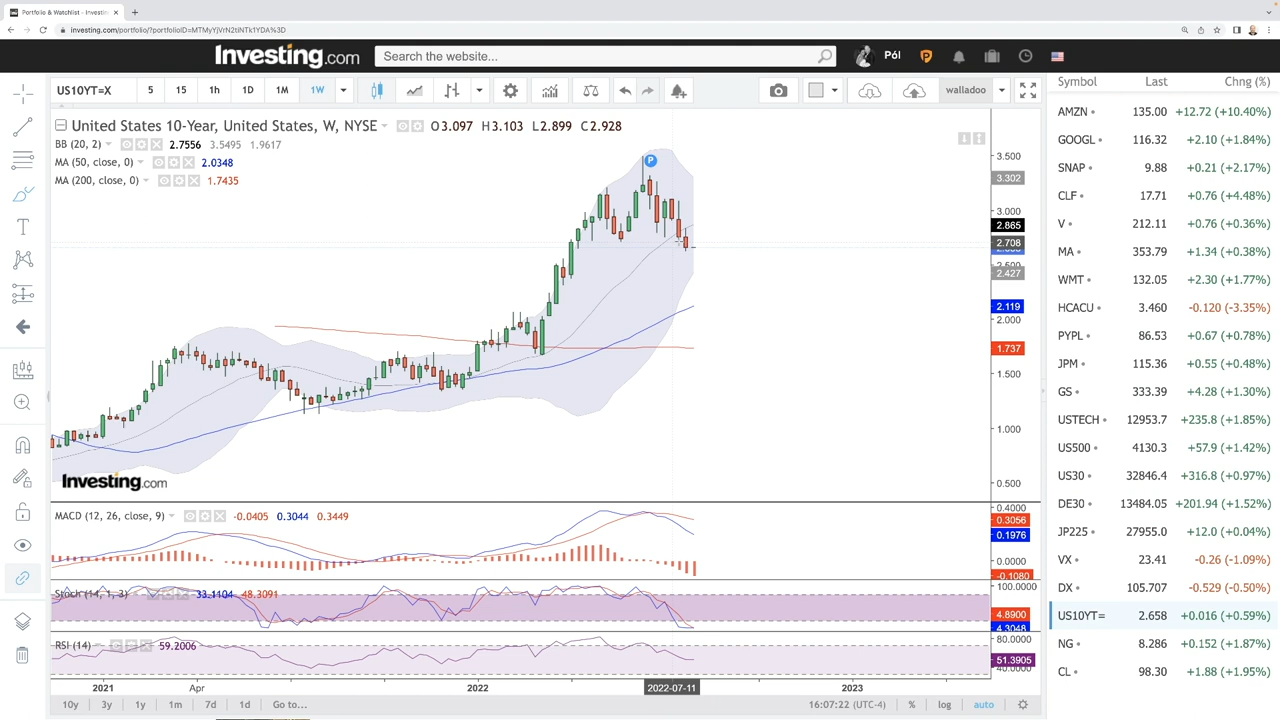 Portfolio & Watchlist - Investin
investing.com/portfolio/?portfolioID=MTMyYjVrN2tlNTk1YDA%3D
Investing.com
Search the website...
Pól
US10YT=X 5 15 1h 1D 1M 1W
walladoo
Symbol Last Chng (%)
United States 10-Year, United States, W, NYSE O3.097 H3.103 L2.899 C2.928
BB (20, 2) 2.7556 3.5495 1.9617
MA (50, close, 0) 2.0348
MA (200, close, 0) 1.7435
P
3.500
3.302
3.000
2.865
2.708
2.500
2.427
2.119
2.000
1.737
1.500
1.000
0.500
Investing.com
MACD (12, 26, close, 9) -0.0405 0.3044 0.3449
0.4000
0.3056
0.1976
0.0000
-0.1080
Stoch (14, 1, 3) 33.1104 48.3091
100.0000
4.8900
4.3048
RSI (14) 59.2006
80.0000
51.3905
40.0000
2021 Apr 2022 2022-07-11 2023
10y 3y 1y 1m 7d 1d Go to...
16:07:22 (UTC-4) % log auto
AMZN 135.00 +12.72 (+10.40%)
GOOGL 116.32 +2.10 (+1.84%)
SNAP 9.88 +0.21 (+2.17%)
CLF 17.71 +0.76 (+4.48%)
V 212.11 +0.76 (+0.36%)
MA 353.79 +1.34 (+0.38%)
WMT 132.05 +2.30 (+1.77%)
HCACU 3.460 -0.120 (-3.35%)
PYPL 86.53 +0.67 (+0.78%)
JPM 115.36 +0.55 (+0.48%)
GS 333.39 +4.28 (+1.30%)
USTECH 12953.7 +235.8 (+1.85%)
US500 4130.3 +57.9 (+1.42%)
US30 32846.4 +316.8 (+0.97%)
DE30 13484.05 +201.94 (+1.52%)
JP225 27955.0 +12.0 (+0.04%)
VX 23.41 -0.26 (-1.09%)
DX 105.707 -0.529 (-0.50%)
US10YT= 2.658 +0.016 (+0.59%)
NG 8.286 +0.152 (+1.87%)
CL 98.30 +1.88 (+1.95%)